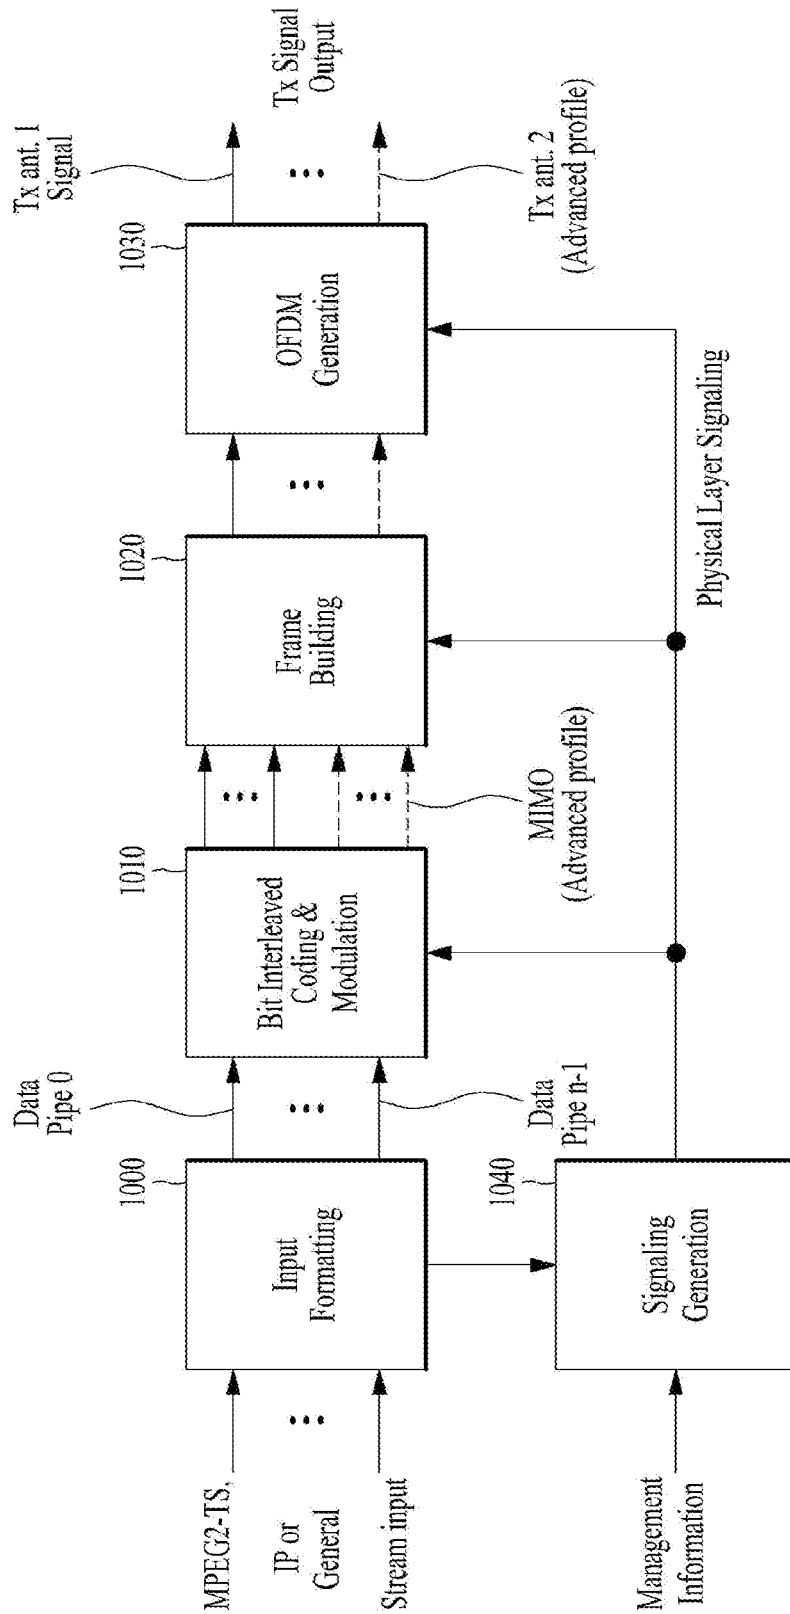 MPEG2-TS,
IP or
General
Stream input
Management
Information
1000
Input
Formatting
1040
Signaling
Generation
Data
Pipe 0
Data
Pipe n-1
1010
Bit Interleaved
Coding &
Modulation
MIMO
(Advanced profile)
1020
Frame
Building
Physical Layer Signaling
1030
OFDM
Generation
Tx ant. 1
Signal
Tx Signal
Output
Tx ant. 2
(Advanced profile)